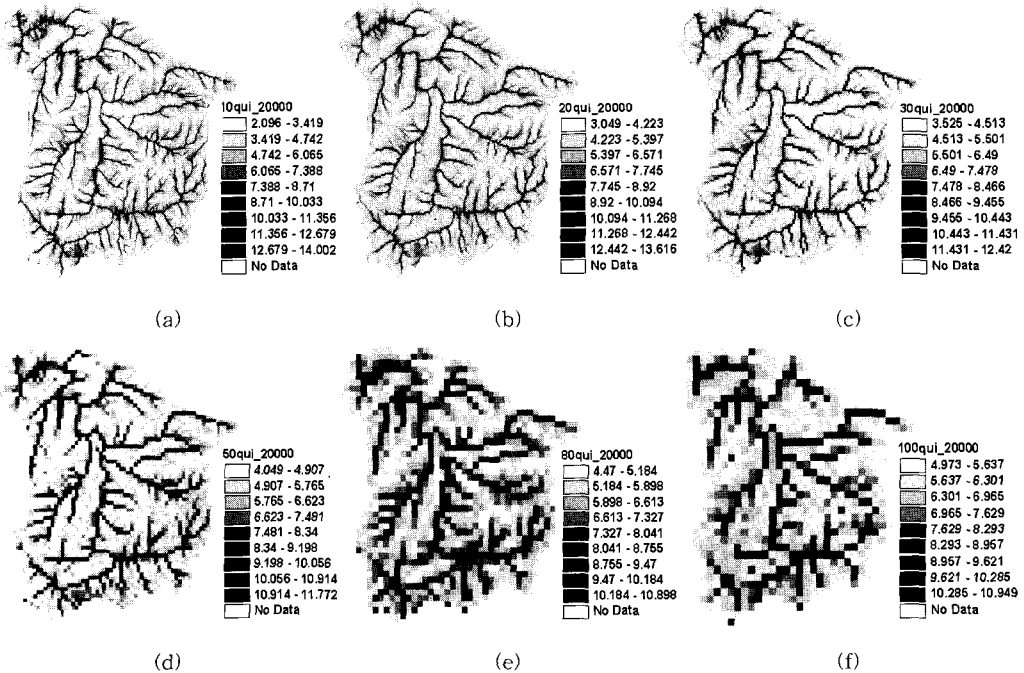 10qui_20000
2.096 - 3.419
3.419 - 4.742
4.742 - 6.065
6.065 - 7.388
7.388 - 8.71
8.71 - 10.033
10.033 - 11.356
11.356 - 12.679
12.679 - 14.002
No Data
(a)
20qui_20000
3.049 - 4.223
4.223 - 5.397
5.397 - 6.571
6.571 - 7.745
7.745 - 8.92
8.92 - 10.094
10.094 - 11.268
11.268 - 12.442
12.442 - 13.616
No Data
(b)
30qui_20000
3.525 - 4.513
4.513 - 5.501
5.501 - 6.49
6.49 - 7.478
7.478 - 8.466
8.466 - 9.455
9.455 - 10.443
10.443 - 11.431
11.431 - 12.42
No Data
(c)
50qui_20000
4.049 - 4.907
4.907 - 5.765
5.765 - 6.623
6.623 - 7.481
7.481 - 8.34
8.34 - 9.198
9.198 - 10.056
10.056 - 10.914
10.914 - 11.772
No Data
(d)
80qui_20000
4.47 - 5.184
5.184 - 5.898
5.898 - 6.613
6.613 - 7.327
7.327 - 8.041
8.041 - 8.755
8.755 - 9.47
9.47 - 10.184
10.184 - 10.898
No Data
(e)
100qui_20000
4.973 - 5.637
5.637 - 6.301
6.301 - 6.965
6.965 - 7.629
7.629 - 8.293
8.293 - 8.957
8.957 - 9.621
9.621 - 10.285
10.285 - 10.949
No Data
(f)